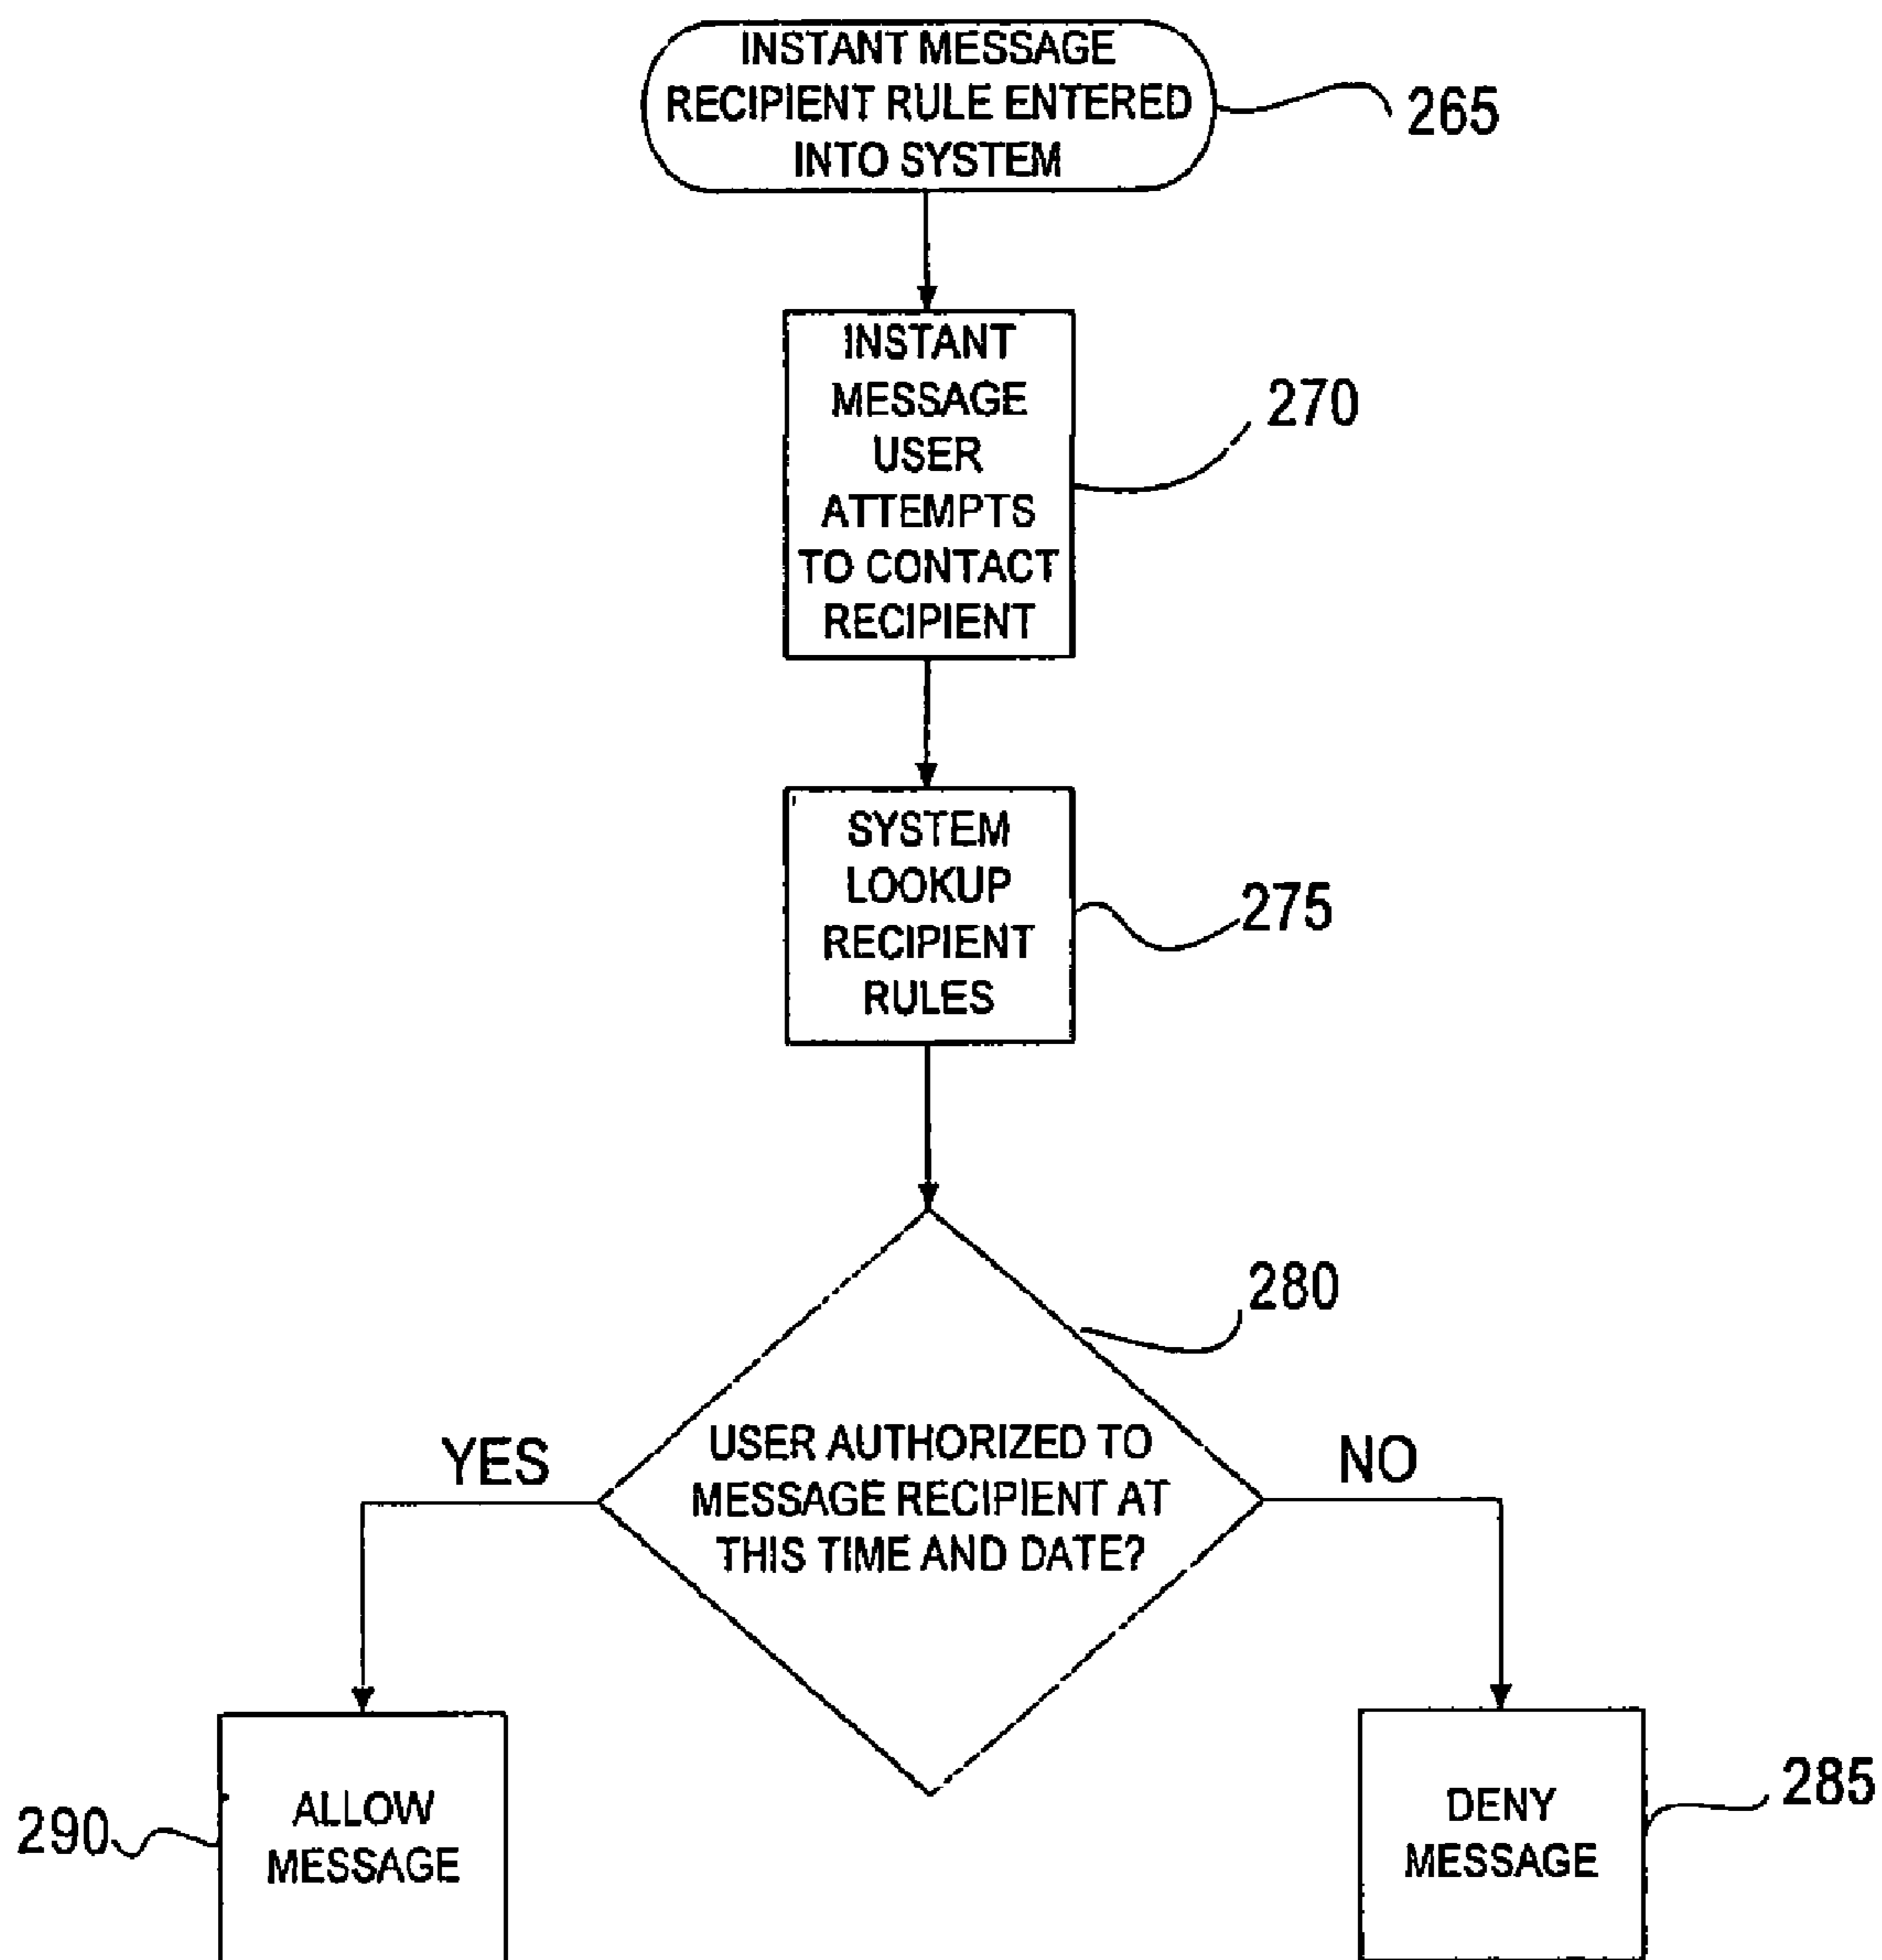 INSTANT MESSAGE
RECIPIENT RULE ENTERED
INTO SYSTEM
265
INSTANT
MESSAGE
USER
ATTEMPTS
TO CONTACT
RECIPIENT
270
SYSTEM
LOOKUP
RECIPIENT
RULES
275
280
USER AUTHORIZED TO
MESSAGE RECIPIENT AT
THIS TIME AND DATE?
YES
NO
ALLOW
MESSAGE
290
DENY
MESSAGE
285